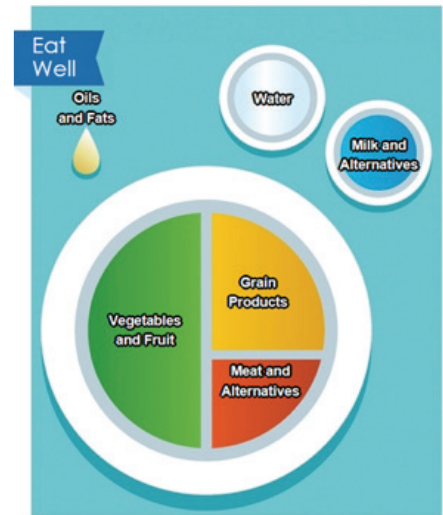 Eat
Well
Oils
and Fats
Water
Milk and
Alternatives
Grain
Products
Vegetables
and Fruit
Meat and
Alternatives